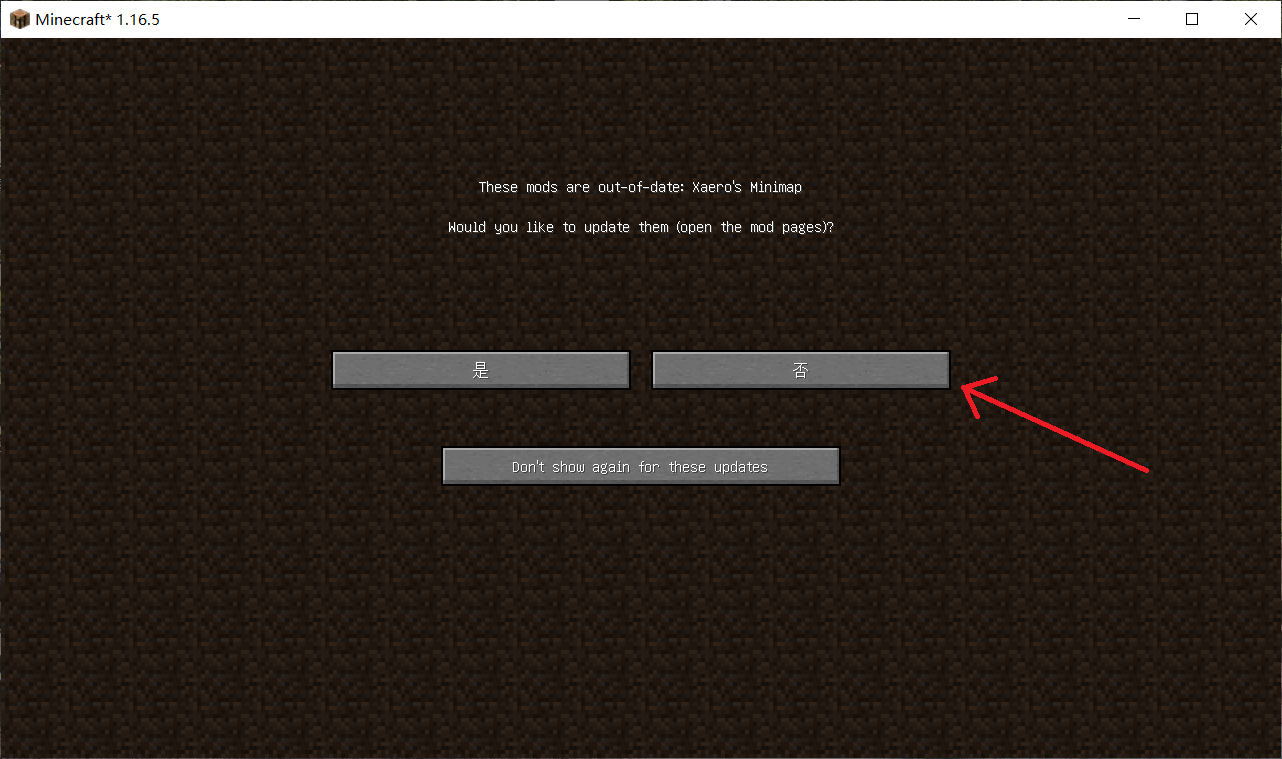 Minecraft* 1.16.5
These mods are out-of-date: Xaero's Minimap
Would you like to update them (open the mod pages)?
是 否
Don't show again for these updates